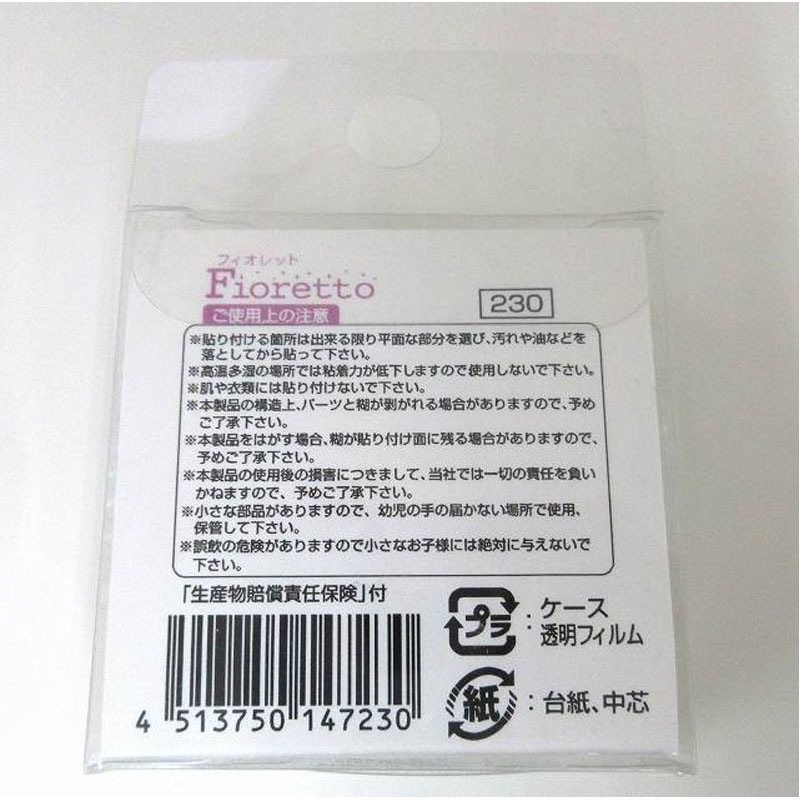 フィオレット
Fioretto
230
ご使用上の注意
※貼り付ける箇所は出来る限り平面な部分を選び、汚れや油などを
落としてから貼って下さい。
※高温多湿の場所では粘着力が低下しますので使用しないで下さい。
※肌や衣類には貼り付けないで下さい。
※本製品の構造上、パーツと糊が剥がれる場合がありますので、予め
ご了承下さい。
※本製品をはがす場合、糊が貼り付け面に残る場合がありますので、
予めご了承下さい。
※本製品の使用後の損害につきまして、当社では一切の責任を負い
かねますので、予めご了承下さい。
※小さな部品がありますので、幼児の手の届かない場所で使用、
保管して下さい。
※誤飲の危険がありますので小さなお子様には絶対に与えないで
下さい。
「生産物賠償責任保険」付
プラ：ケース
透明フィルム
紙：台紙、中芯
4 513750 147230